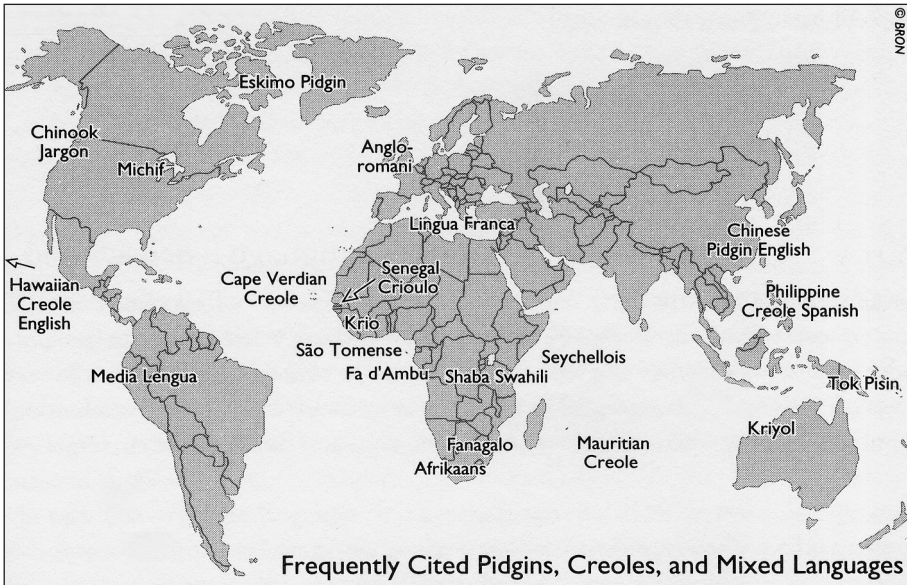 © BRON
Eskimo Pidgin
Chinook
Jargon
Michif
Anglo-
romani
Lingua Franca
Chinese
Pidgin English
Hawaiian
Creole
English
Cape Verdian
Creole
Senegal
Crioulo
Philippine
Creole Spanish
Krio
São Tomense
Seychellois
Media Lengua
Fa d'Ambu
Shaba Swahili
Tok Pisin
Kriyol
Fanagalo
Mauritian
Creole
Afrikaans
Frequently Cited Pidgins, Creoles, and Mixed Languages